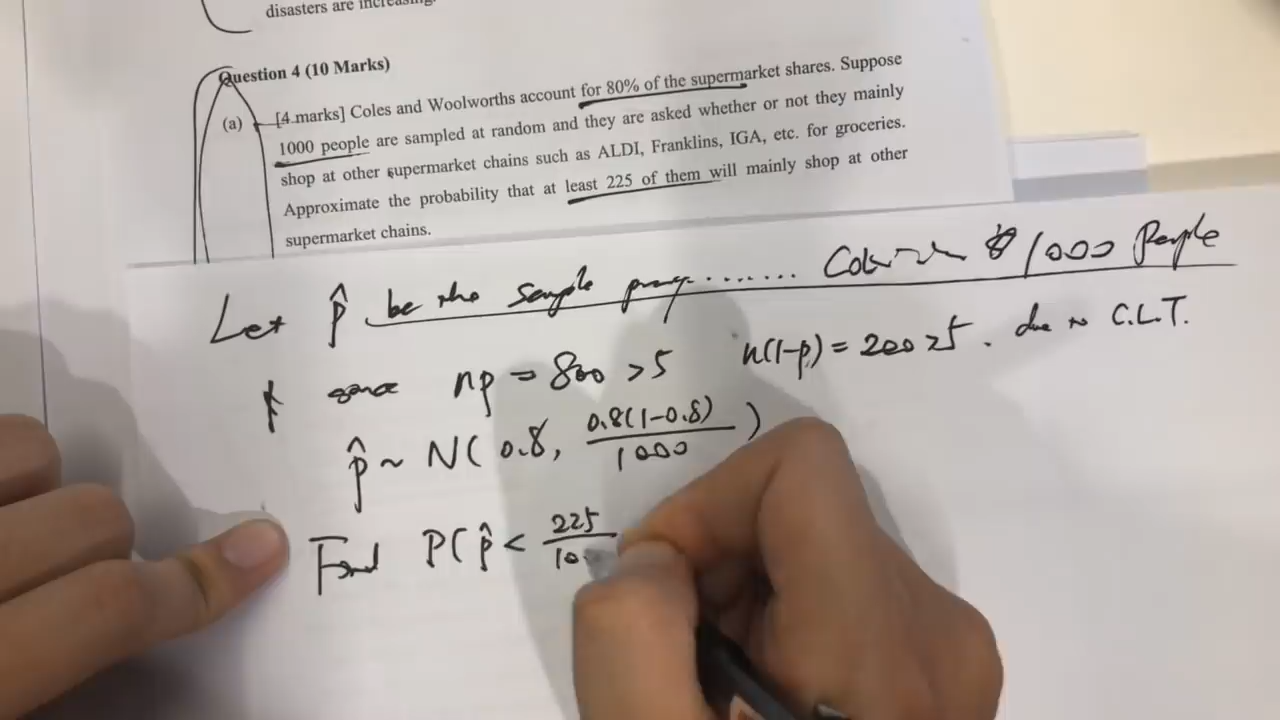 disasters are increasing.
Question 4 (10 Marks)
(a) [4 marks] Coles and Woolworths account for 80% of the supermarket shares. Suppose
1000 people are sampled at random and they are asked whether or not they mainly
shop at other supermarket chains such as ALDI, Franklins, IGA, etc. for groceries.
Approximate the probability that at least 225 of them will mainly shop at other
supermarket chains.
Let p̂ be the sample ........ 1000 People
since np = 800 > 5 n(1-p) = 200 > 5. due to C.L.T.
p̂ ~ N( 0.8, 0.8(1-0.8)/1000 )
Find P( p̂ < 225/10